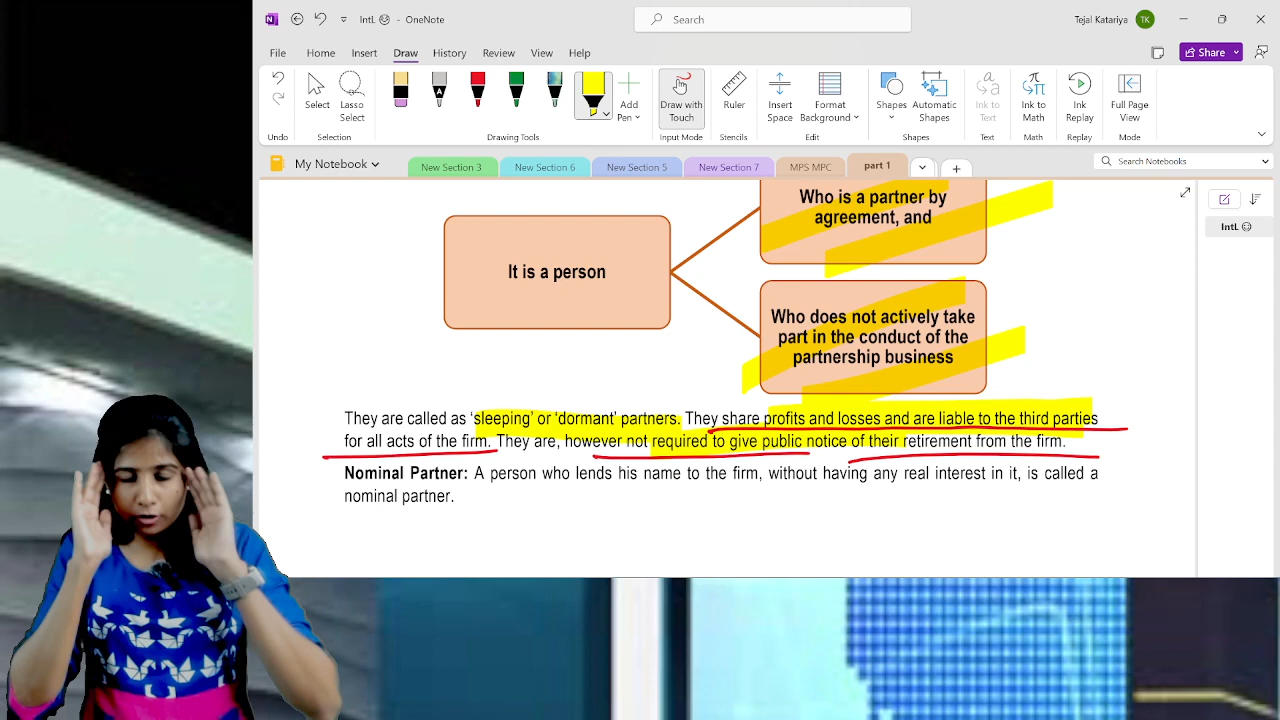 IntL ☺ - OneNote
Search
Tejal Katariya TK
File Home Insert Draw History Review View Help
Share
Select
Lasso Select
Add Pen
Draw with Touch
Ruler
Insert Space
Format Background
Shapes
Automatic Shapes
Ink to Text
Ink to Math
Ink Replay
Full Page View
Undo Selection Drawing Tools Input Mode Stencils Edit Shapes Text Math Replay Mode
My Notebook New Section 3 New Section 6 New Section 5 New Section 7 MPS MPC part 1 Search Notebooks
IntL ☺
Who is a partner by
agreement, and
It is a person
Who does not actively take
part in the conduct of the
partnership business
They are called as ‘sleeping’ or ‘dormant’ partners. They share profits and losses and are liable to the third parties
for all acts of the firm. They are, however not required to give public notice of their retirement from the firm.
Nominal Partner: A person who lends his name to the firm, without having any real interest in it, is called a
nominal partner.